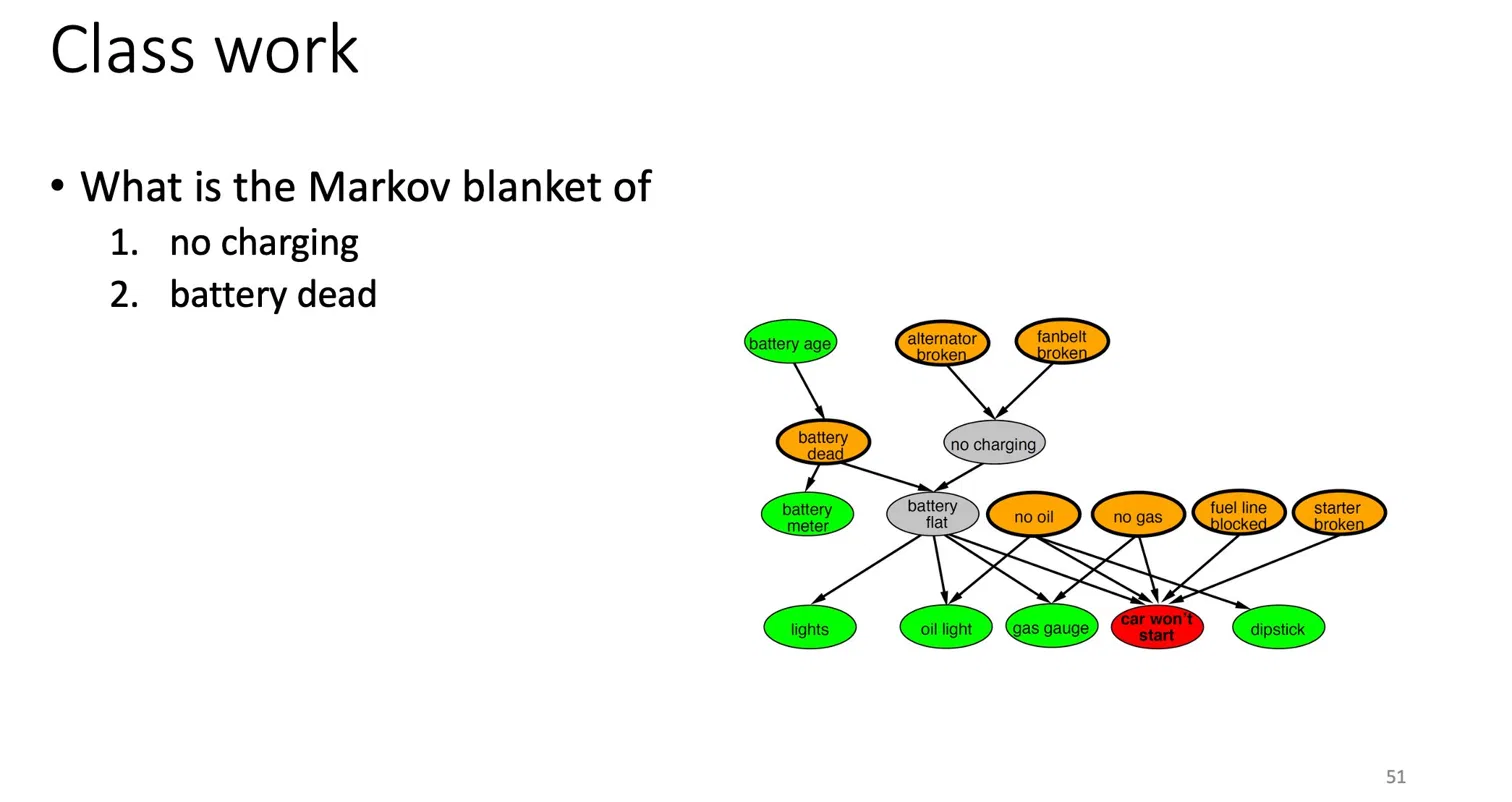 Class work
• What is the Markov blanket of
1. no charging
2. battery dead
battery age
alternator
broken
fanbelt
broken
battery
dead
no charging
battery
meter
battery
flat
no oil
no gas
fuel line
blocked
starter
broken
lights
oil light
gas gauge
car won't
start
dipstick
51